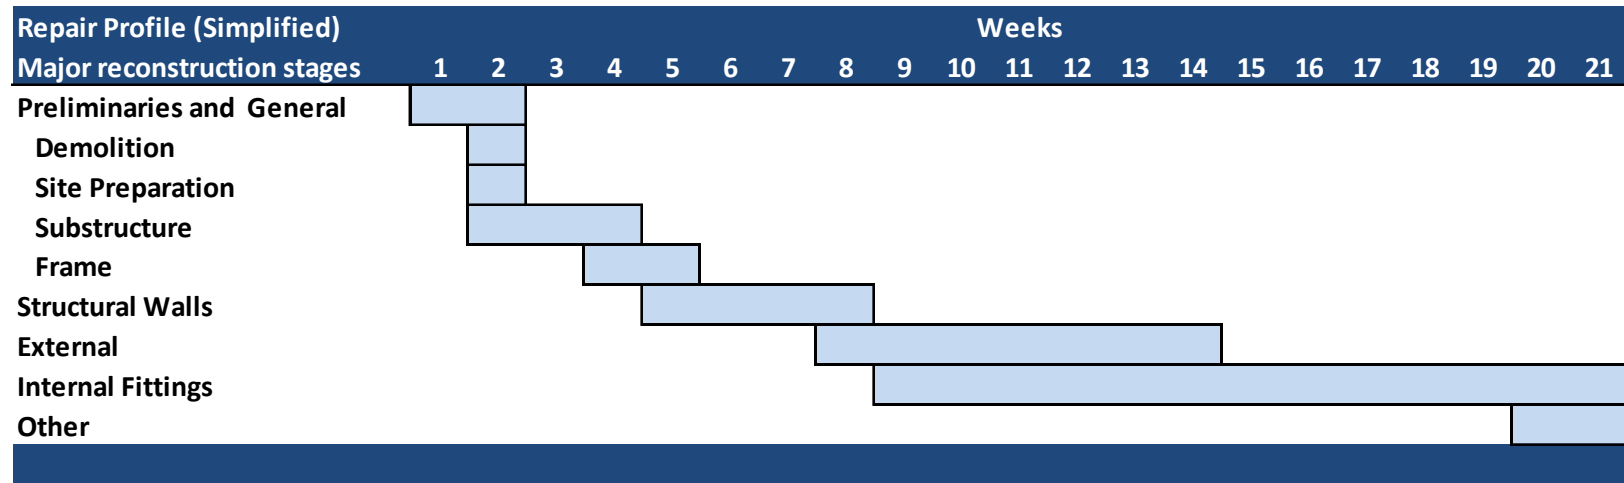 Repair Profile (Simplified) Weeks
Major reconstruction stages 1 2 3 4 5 6 7 8 9 10 11 12 13 14 15 16 17 18 19 20 21
Preliminaries and General
Demolition
Site Preparation
Substructure
Frame
Structural Walls
External
Internal Fittings
Other